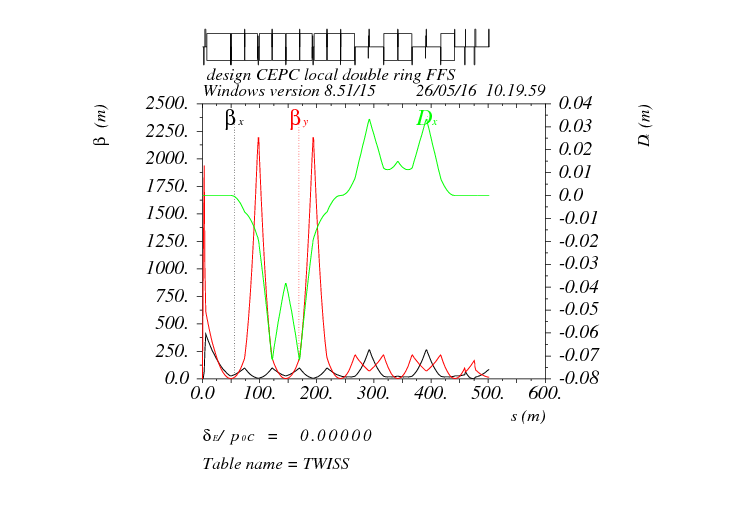 design CEPC local double ring FFS
Windows version 8.51/15 26/05/16 10.19.59
β (m)
2500.
2250.
2000.
1750.
1500.
1250.
1000.
750.
500.
250.
0.0
βx βy Dx
0.04
0.03
0.02
0.01
0.0
-0.01
-0.02
-0.03
-0.04
-0.05
-0.06
-0.07
-0.08
Dx (m)
0.0 100. 200. 300. 400. 500. 600.
s (m)
δE/ p0c = 0.00000
Table name = TWISS